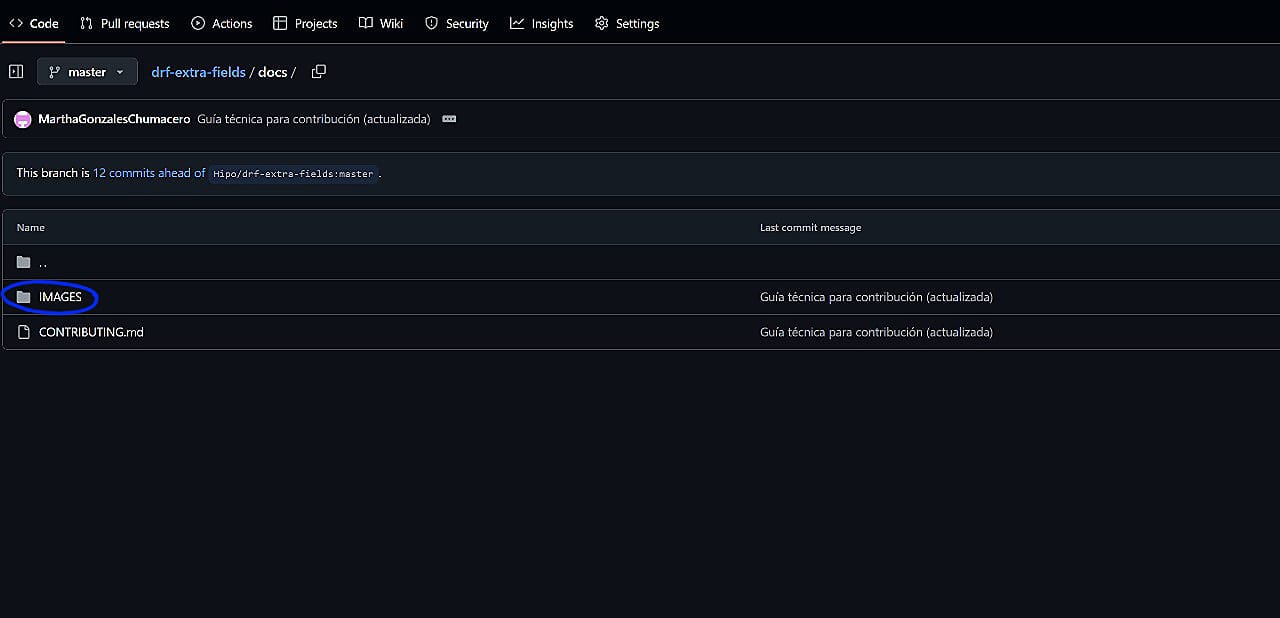 Code Pull requests Actions Projects Wiki Security Insights Settings
master drf-extra-fields / docs /
MarthaGonzalesChumacero Guía técnica para contribución (actualizada)
This branch is 12 commits ahead of Hipo/drf-extra-fields:master .
Name Last commit message
..
IMAGES Guía técnica para contribución (actualizada)
CONTRIBUTING.md Guía técnica para contribución (actualizada)